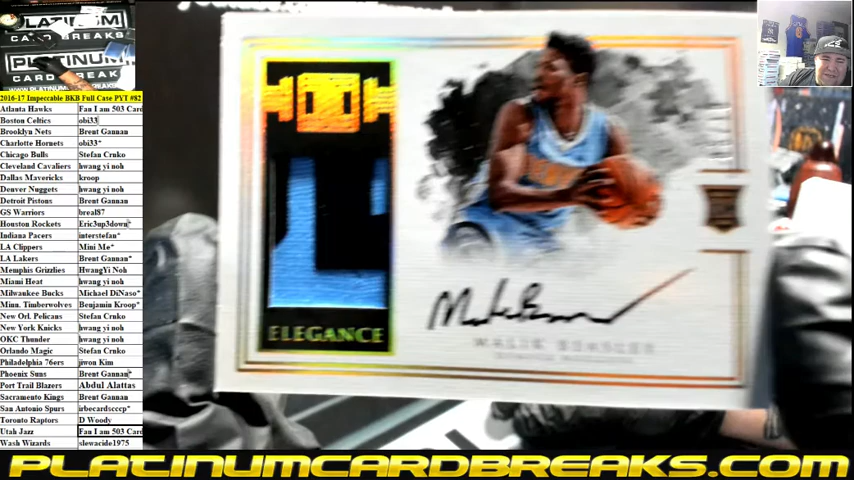 PLATINUM
CARD BREAKS
PLATINUM
CARD BREAKS
2016-17 Impeccable BKB Full Case PYT #82
Atlanta Hawks Fan I am 503 Card
Boston Celtics obi33
Brooklyn Nets Brent Gannan
Charlotte Hornets obi33*
Chicago Bulls Stefan Crnko
Cleveland Cavaliers hwang yi noh
Dallas Mavericks kroop
Denver Nuggets hwang yi noh
Detroit Pistons Brent Gannan
GS Warriors breal87
Houston Rockets Eric3up3down*
Indiana Pacers interstefan*
LA Clippers Mini Me*
LA Lakers Brent Gannan*
Memphis Grizzlies HwangYi Noh
Miami Heat hwang yi noh
Milwaukee Bucks Michael DiNaso*
Minn. Timberwolves Benjamin Kroop*
New Orl. Pelicans Stefan Crnko
New York Knicks hwang yi noh
OKC Thunder hwang yi noh
Orlando Magic Stefan Crnko
Philadelphia 76ers jiwon Kim
Phoenix Suns Brent Gannan*
Port Trail Blazers Abdul Alattas
Sacramento Kings Brent Gannan
San Antonio Spurs irbecardscccp*
Toronto Raptors D Woody
Utah Jazz Fan I am 503 Card
Wash Wizards slewacide1975
ELEGANCE
MALIK BEASLEY
PLATINUMCARDBREAKS.COM